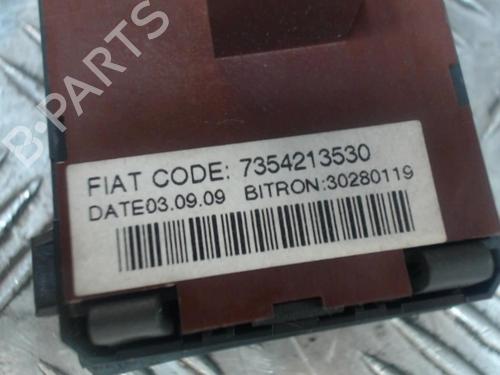 B-PARTS
FIAT CODE: 7354213530
DATE03.09.09 BITRON:30280119